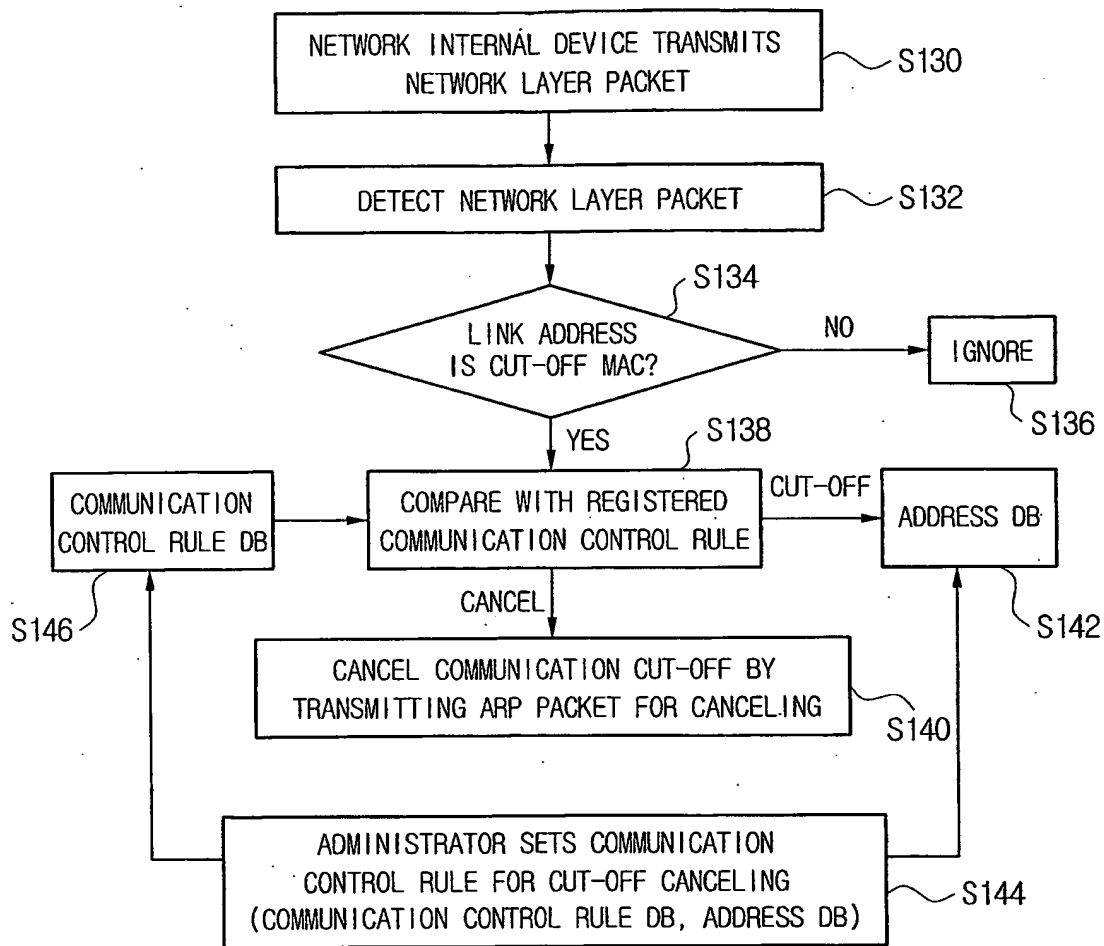 NETWORK INTERNAL DEVICE TRANSMITS
NETWORK LAYER PACKET
S130
DETECT NETWORK LAYER PACKET
S132
S134
LINK ADDRESS
IS CUT-OFF MAC?
NO
IGNORE
S136
YES
S138
COMMUNICATION
CONTROL RULE DB
COMPARE WITH REGISTERED
COMMUNICATION CONTROL RULE
CUT-OFF
ADDRESS DB
S146
CANCEL
S142
CANCEL COMMUNICATION CUT-OFF BY
TRANSMITTING ARP PACKET FOR CANCELING
S140
ADMINISTRATOR SETS COMMUNICATION
CONTROL RULE FOR CUT-OFF CANCELING
(COMMUNICATION CONTROL RULE DB, ADDRESS DB)
S144